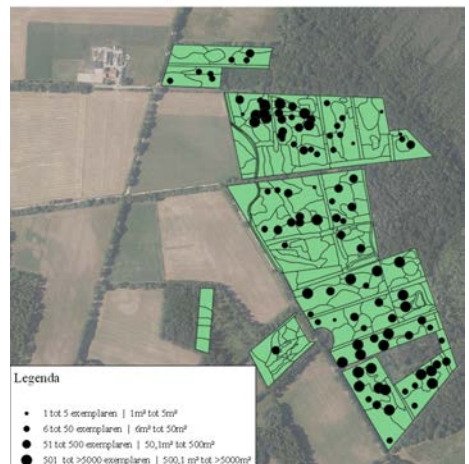 Legenda
1 tot 5 exemplaren | 1m² tot 5m²
6 tot 50 exemplaren | 6m² tot 50m²
51 tot 500 exemplaren | 50,1m² tot 500m²
501 tot >5000 exemplaren | 500,1 m² tot >5000m²